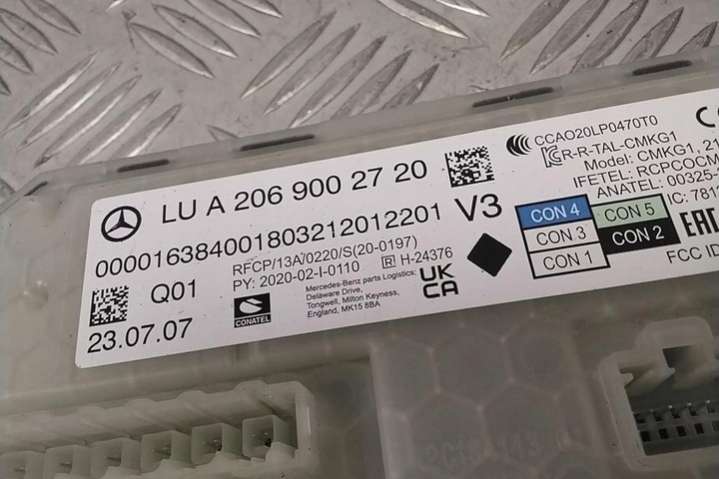 CCAO20LP0470T0
R-R-TAL-CMKG1
Model: CMKG1, 21
IFETEL: RCPCOCM
ANATEL: 00325-
IC: 781
LU A 206 900 27 20
000016384001803212012201 V3
CON 4 CON 5
CON 3 CON 2
CON 1
EAC
FCC ID
Q01
RFCP/13A/0220/S(20-0197)
PY: 2020-02-I-0110 R H-24376
23.07.07
CONATEL
Mercedes-Benz parts Logistics:
Delaware Drive,
Tongwell, Milton Keyness,
England, MK15 8BA
UK
CA